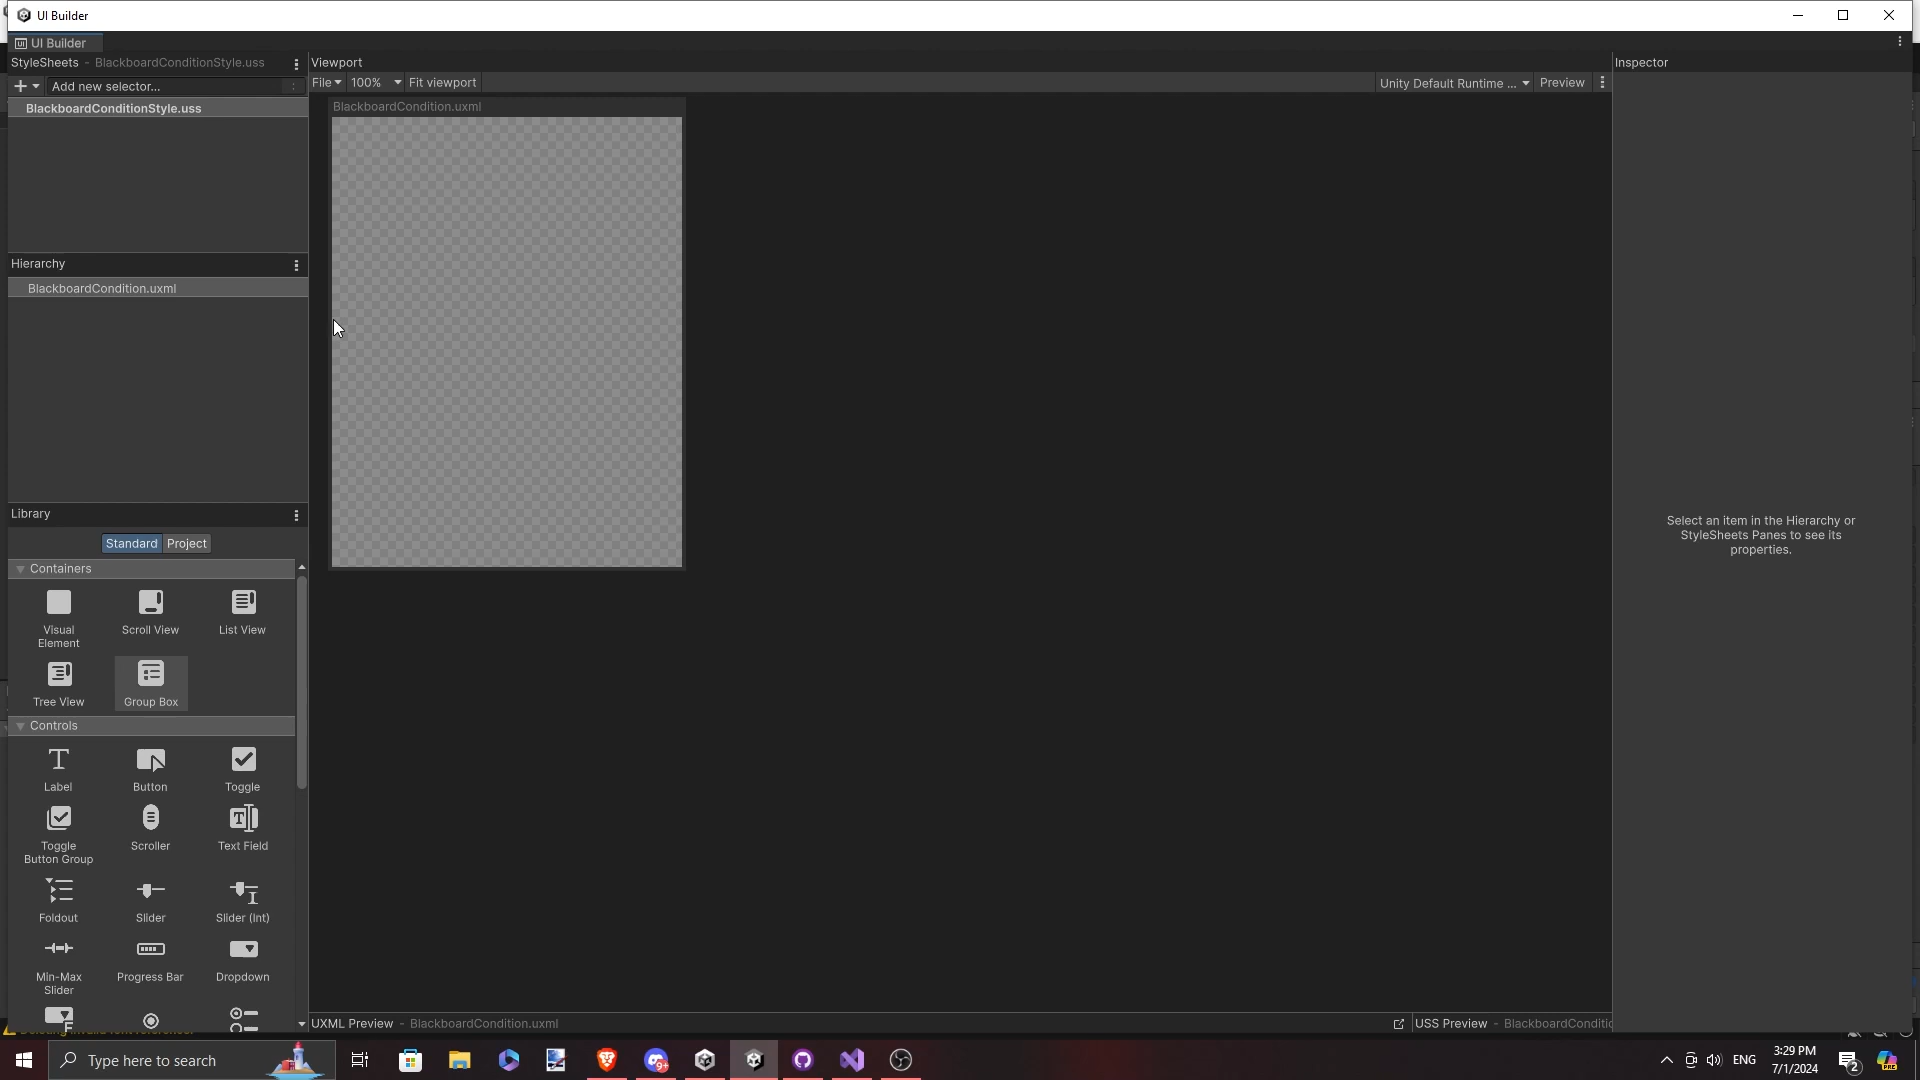 UI Builder
UI Builder
StyleSheets - BlackboardConditionStyle.uss
Viewport
Inspector
Add new selector...
File
100%
Fit viewport
Unity Default Runtime ...
Preview
BlackboardConditionStyle.uss
BlackboardCondition.uxml
Hierarchy
BlackboardCondition.uxml
Select an item in the Hierarchy or
StyleSheets Panes to see its
properties.
Library
Standard
Project
Containers
Visual
Element
Scroll View
List View
Tree View
Group Box
Controls
Label
Button
Toggle
Toggle
Button Group
Scroller
Text Field
Foldout
Slider
Slider (Int)
Min-Max
Slider
Progress Bar
Dropdown
UXML Preview - BlackboardCondition.uxml
USS Preview - BlackboardConditic
Type here to search
9+
ENG
3:29 PM
7/1/2024
2
PRE